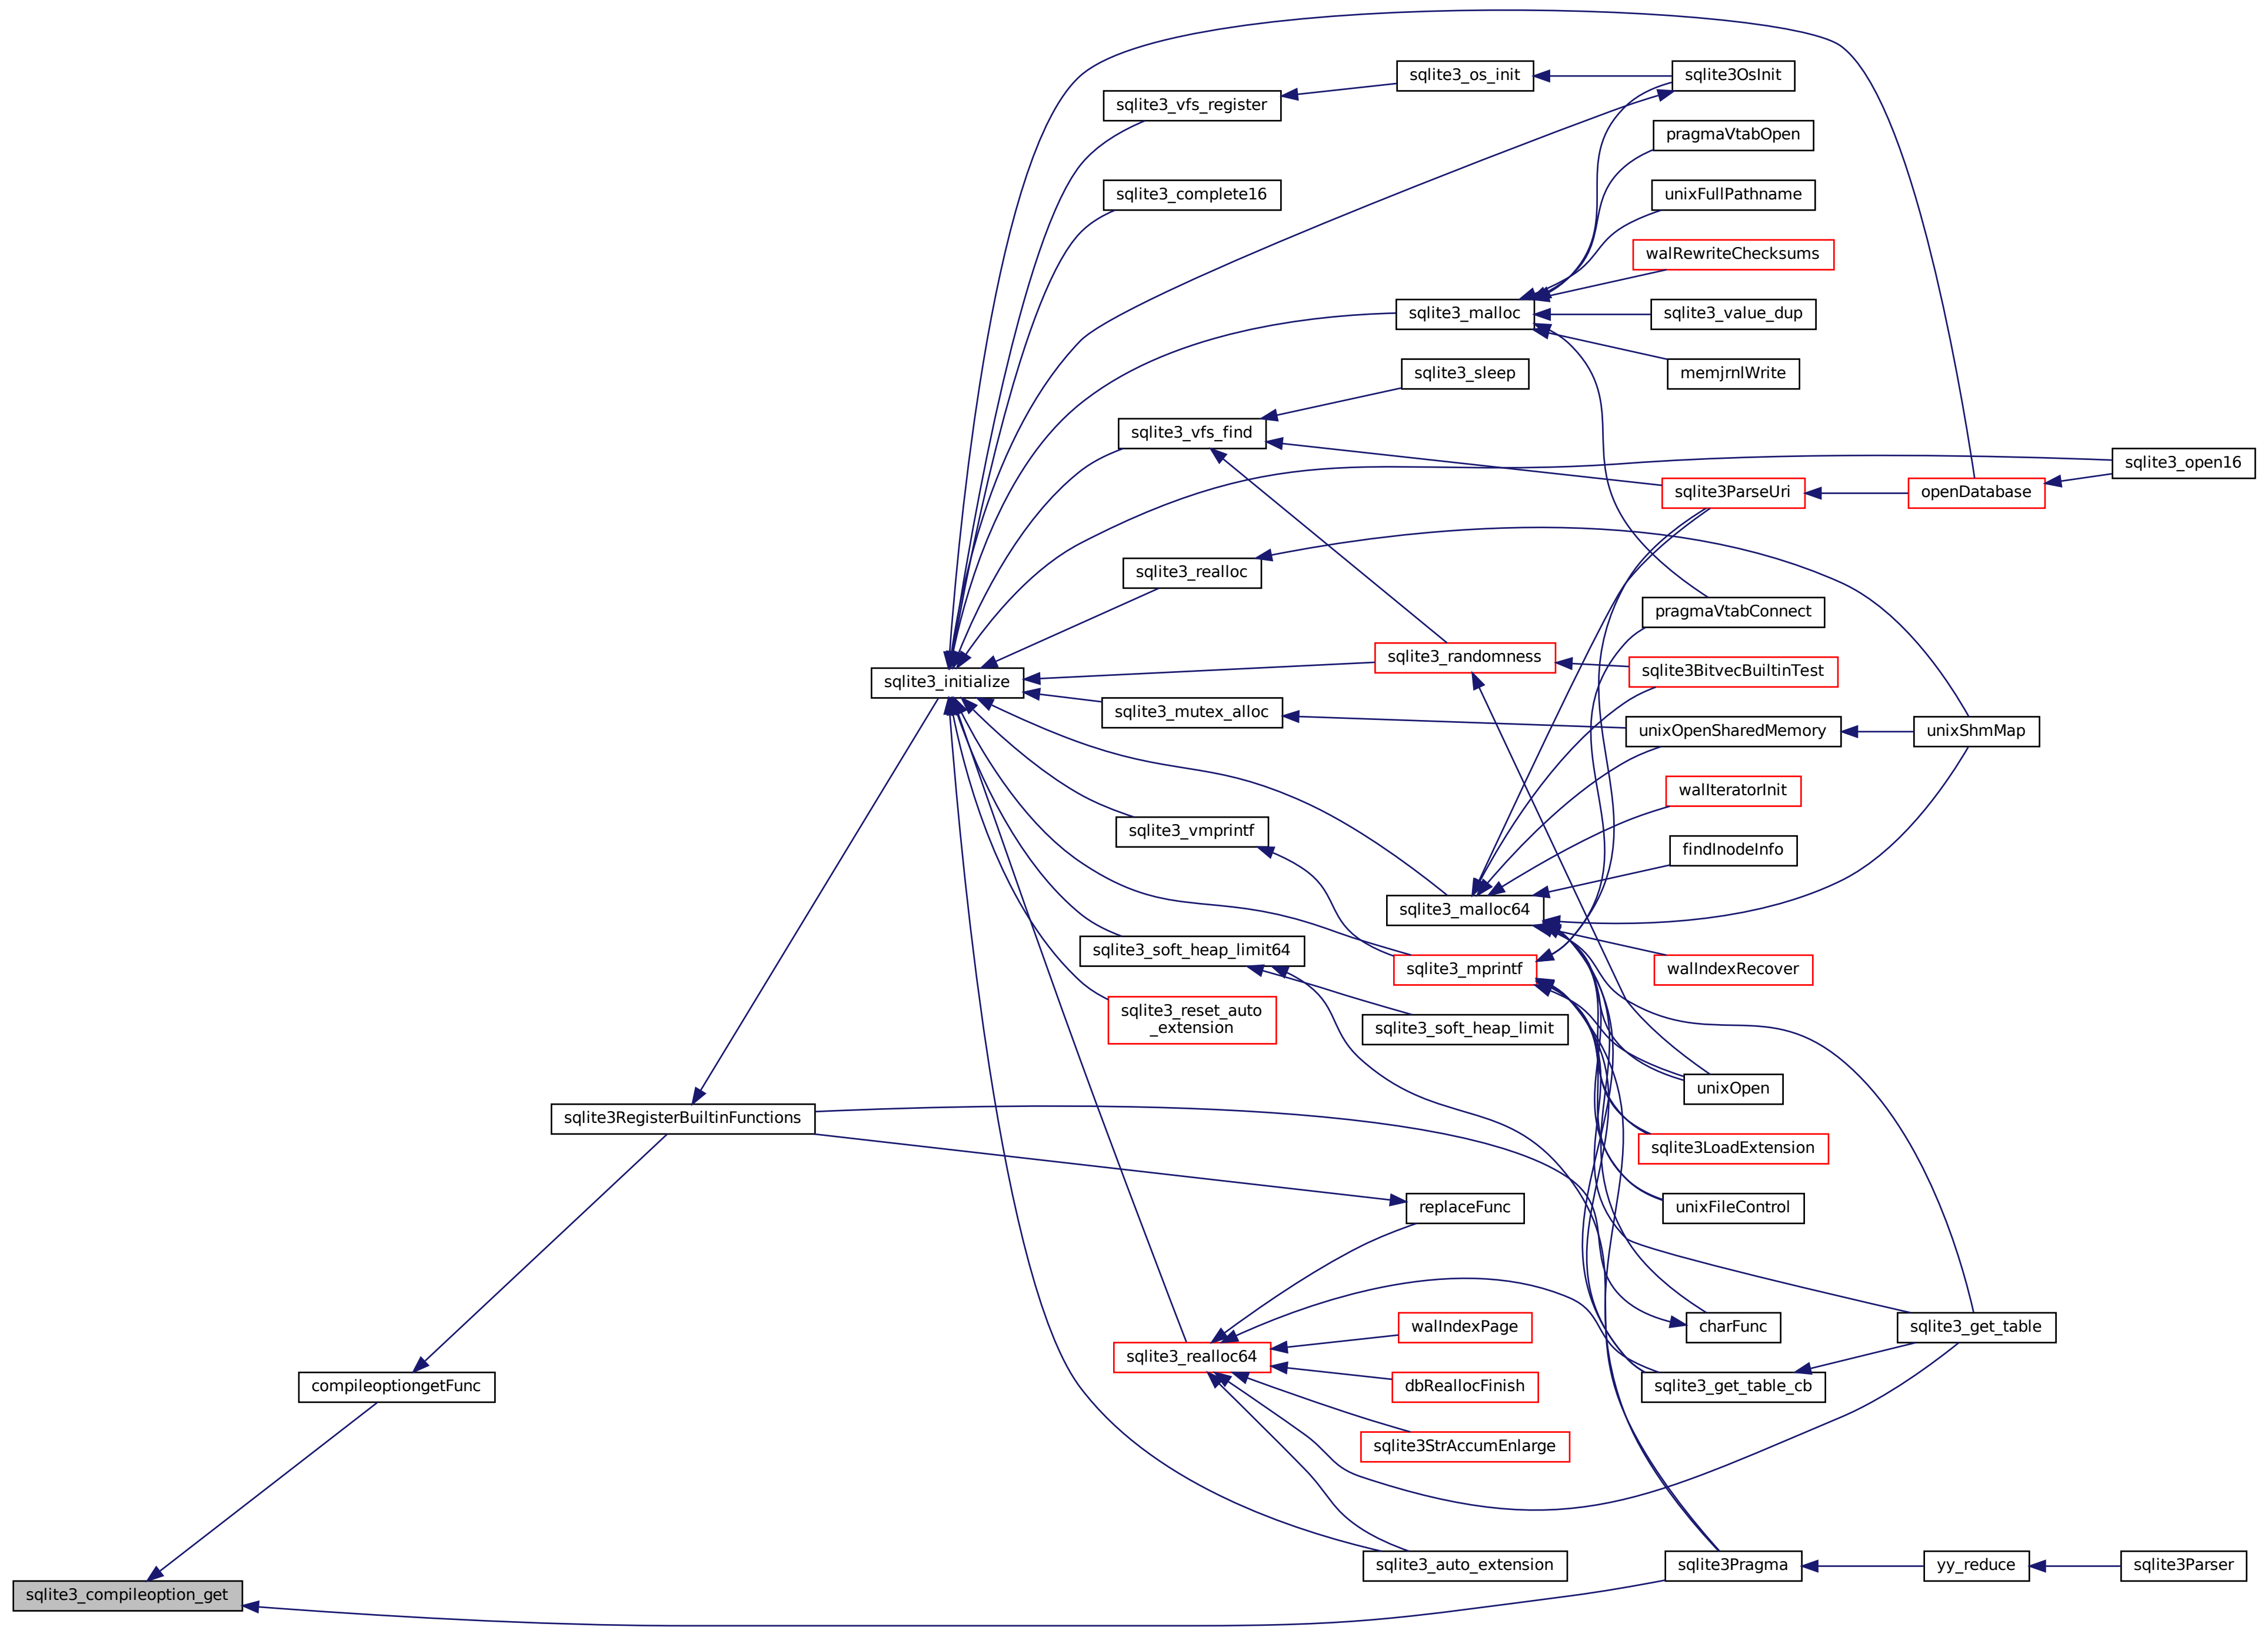 sqlite3_os_init
sqlite3OsInit
sqlite3_vfs_register
pragmaVtabOpen
sqlite3_complete16
unixFullPathname
walRewriteChecksums
sqlite3_malloc
sqlite3_value_dup
sqlite3_sleep
memjrnlWrite
sqlite3_vfs_find
sqlite3_open16
sqlite3ParseUri
openDatabase
sqlite3_realloc
pragmaVtabConnect
sqlite3_randomness
sqlite3BitvecBuiltinTest
sqlite3_initialize
sqlite3_mutex_alloc
unixOpenSharedMemory
unixShmMap
walIteratorInit
sqlite3_vmprintf
findInodeInfo
sqlite3_malloc64
sqlite3_soft_heap_limit64
sqlite3_mprintf
walIndexRecover
sqlite3_reset_auto
_extension
sqlite3_soft_heap_limit
unixOpen
sqlite3RegisterBuiltinFunctions
sqlite3LoadExtension
replaceFunc
unixFileControl
walIndexPage
charFunc
sqlite3_get_table
sqlite3_realloc64
compileoptiongetFunc
dbReallocFinish
sqlite3_get_table_cb
sqlite3StrAccumEnlarge
sqlite3_auto_extension
sqlite3Pragma
yy_reduce
sqlite3Parser
sqlite3_compileoption_get